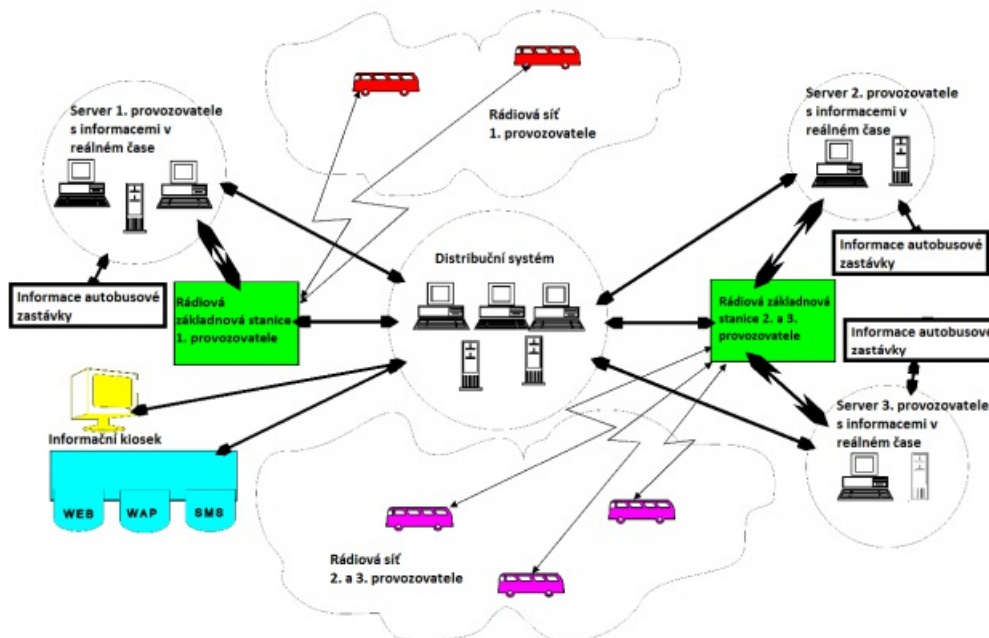 Server 1. provozovatele
s informacemi v
reálném čase
Rádiová síť
1. provozovatele
Server 2. provozovatele
s informacemi v
reálném čase
Informace autobusové
zastávky
Distribuční systém
Informace autobusové
zastávky
Rádiová
základnová stanice
1. provozovatele
Rádiová základnová
stanice 2. a 3.
provozovatele
Informace autobusové
zastávky
Informační kiosek
WEB WAP SMS
Server 3. provozovatele
s informacemi v
reálném čase
Rádiová síť
2. a 3. provozovatele